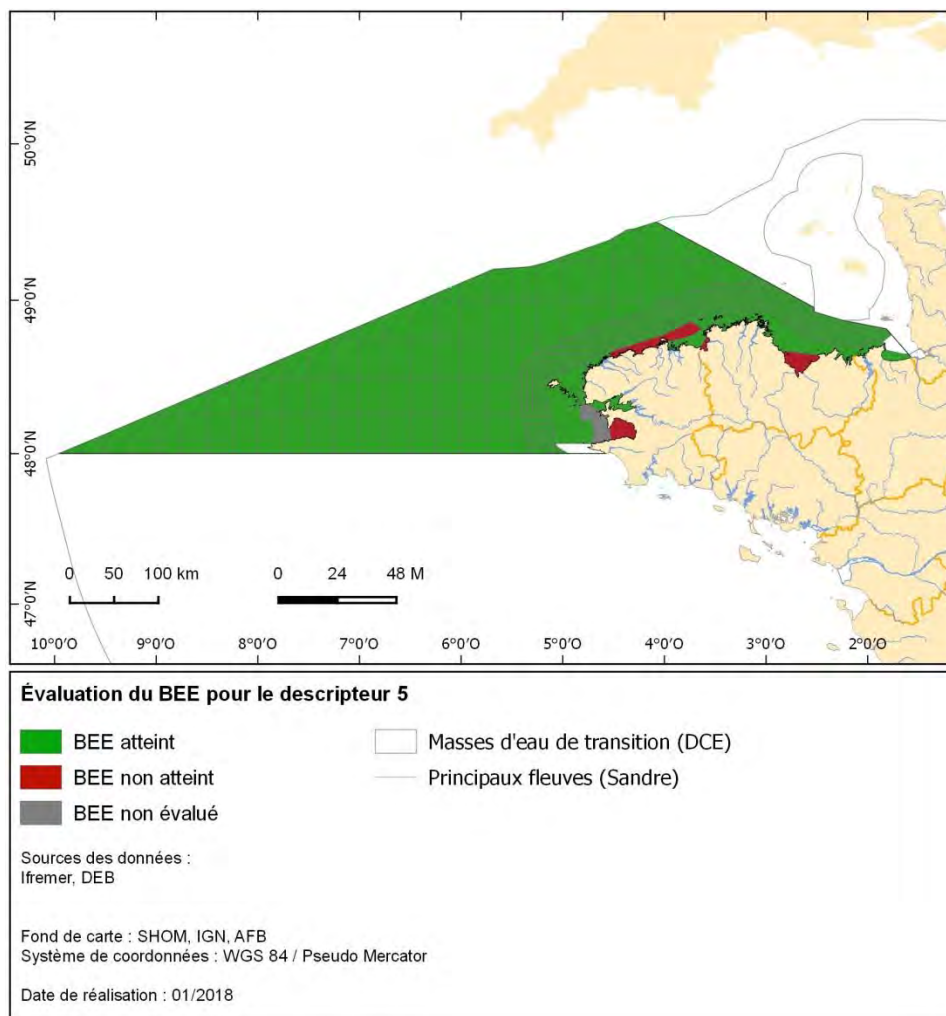 50°0'N
49°0'N
48°0'N
47°0'N
0 50 100 km
0 24 48 M
10°0'O 9°0'O 8°0'O 7°0'O 6°0'O 5°0'O 4°0'O 3°0'O 2°0'O
Évaluation du BEE pour le descripteur 5
BEE atteint
BEE non atteint
BEE non évalué
Masses d'eau de transition (DCE)
Principaux fleuves (Sandre)
Sources des données :
Ifremer, DEB
Fond de carte : SHOM, IGN, AFB
Système de coordonnées : WGS 84 / Pseudo Mercator
Date de réalisation : 01/2018